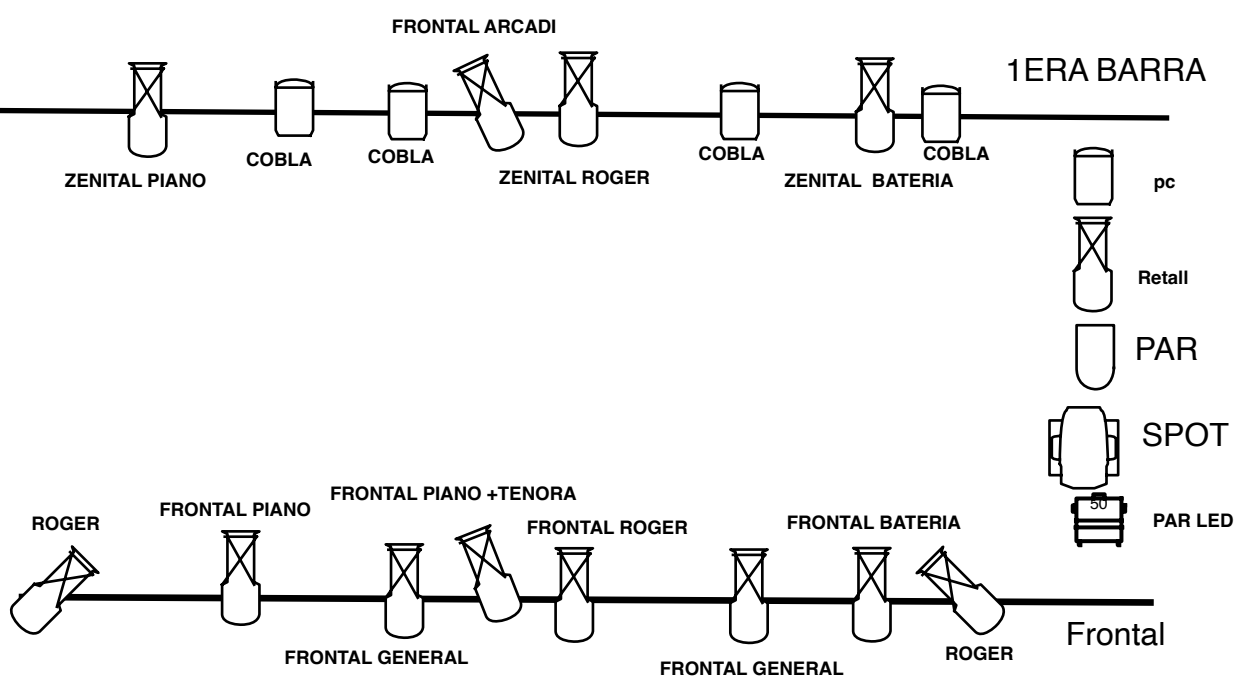 FRONTAL ARCADI
1ERA BARRA
COBLA
COBLA
COBLA
COBLA
ZENITAL PIANO
ZENITAL ROGER
ZENITAL BATERIA
pc
Retall
PAR
SPOT
50
PAR LED
FRONTAL PIANO +TENORA
ROGER
FRONTAL PIANO
FRONTAL ROGER
FRONTAL BATERIA
Frontal
FRONTAL GENERAL
FRONTAL GENERAL
ROGER